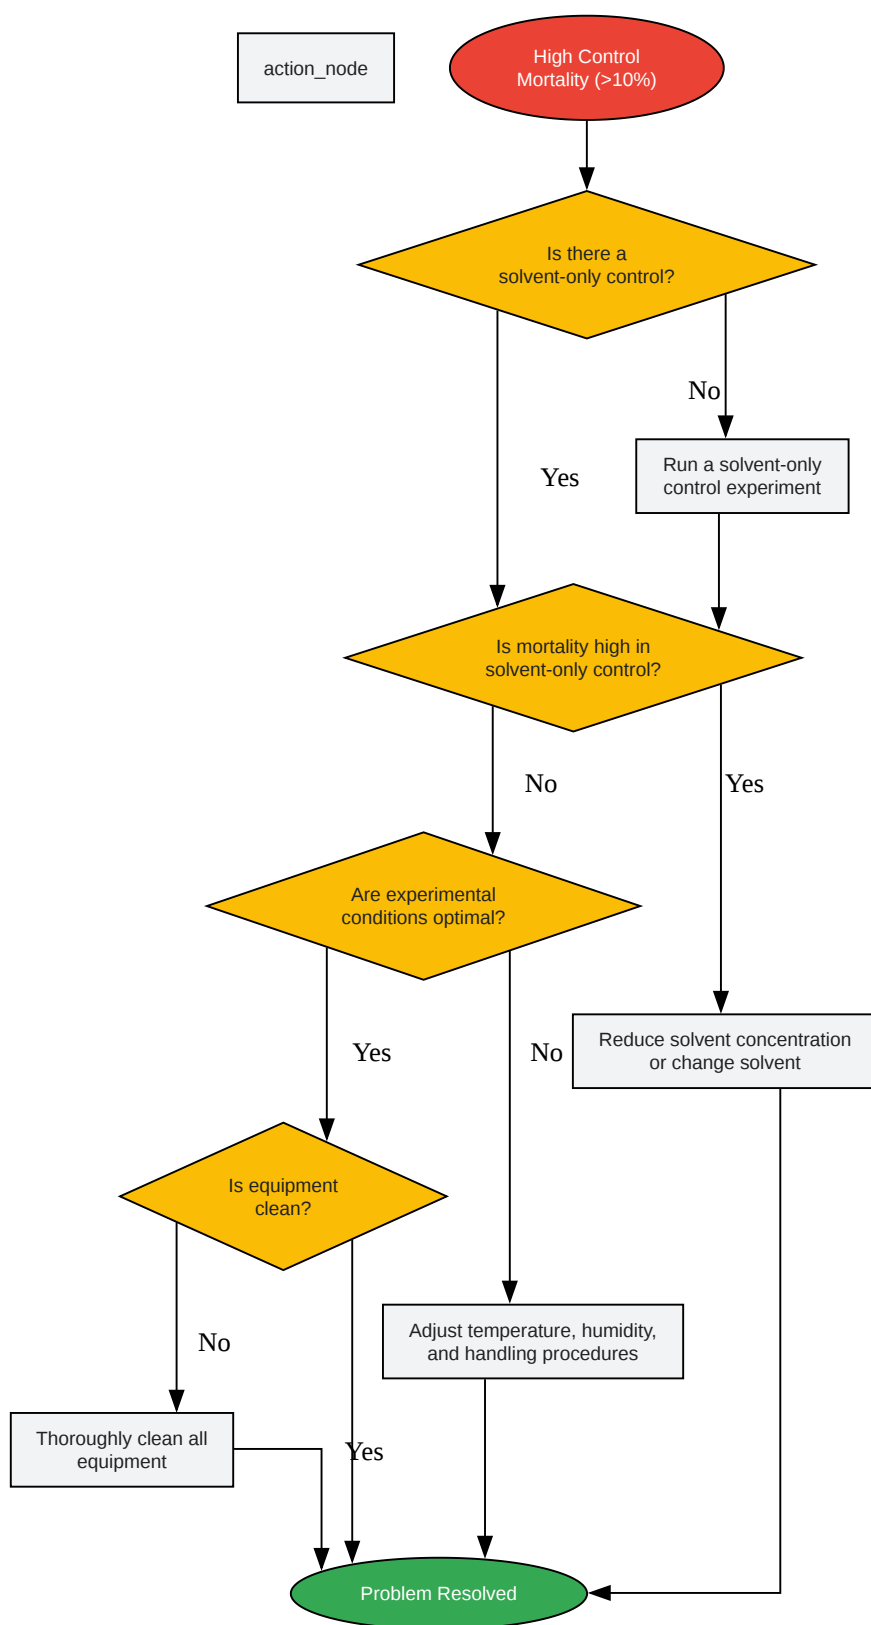 action_node
High Control
Mortality (>10%)
Is there a
solvent-only control?
No
Run a solvent-only
control experiment
Yes
Is mortality high in
solvent-only control?
No
Yes
Are experimental
conditions optimal?
Yes
No
Reduce solvent concentration
or change solvent
Is equipment
clean?
No
Adjust temperature, humidity,
and handling procedures
Thoroughly clean all
equipment
Yes
Problem Resolved